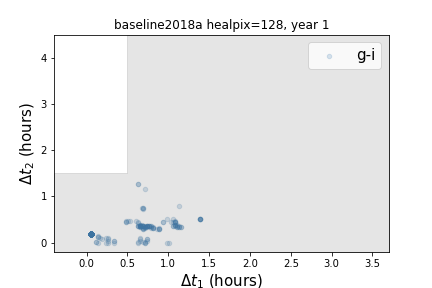 baseline2018a healpix=128, year 1
g-i
Δt₂ (hours)
4
3
2
1
0
0.0 0.5 1.0 1.5 2.0 2.5 3.0 3.5
Δt₁ (hours)